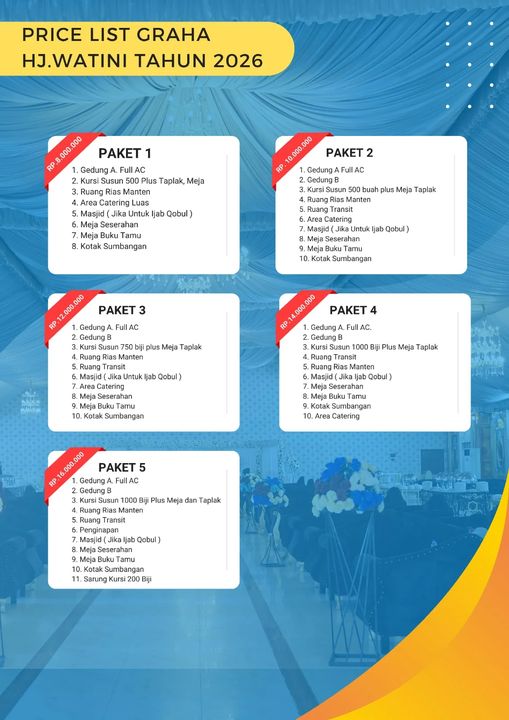 PRICE LIST GRAHA
HJ.WATINI TAHUN 2026
RP.8.000.000
PAKET 1
1. Gedung A. Full AC
2. Kursi Susun 500 Plus Taplak, Meja
3. Ruang Rias Manten
4. Area Catering Luas
5. Masjid ( Jika Untuk Ijab Qobul )
6. Meja Seserahan
7. Meja Buku Tamu
8. Kotak Sumbangan
RP. 10.000.000
PAKET 2
1. Gedung A Full AC
2. Gedung B
3. Kursi Susun 500 buah plus Meja Taplak
4. Ruang Rias Manten
5. Ruang Transit
6. Area Catering
7. Masjid ( Jika Untuk Ijab Qobul )
8. Meja Seserahan
9. Meja Buku Tamu
10. Kotak Sumbangan
RP.12.000.000
PAKET 3
1. Gedung A. Full AC
2. Gedung B
3. Kursi Susun 750 biji plus Meja Taplak
4. Ruang Rias Manten
5. Ruang Transit
6. Masjid ( Jika Untuk Ijab Qobul )
7. Area Catering
8. Meja Seserahan
9. Meja Buku Tamu
10. Kotak Sumbangan
RP.14.000.000
PAKET 4
1. Gedung A. Full AC.
2. Gedung B
3. Kursi Susun 1000 Biji Plus Meja Taplak
4. Ruang Transit
5. Ruang Rias Manten
6. Masjid ( Jika Ijab Qobul )
7. Meja Seserahan
8. Meja Buku Tamu
9. Kotak Sumbangan
10. Area Catering
RP.16.000.000
PAKET 5
1. Gedung A. Full AC
2. Gedung B
3. Kursi Susun 1000 Biji Plus Meja dan Taplak
4. Ruang Rias Manten
5. Ruang Transit
6. Penginapan
7. Masjid ( Jika Ijab Qobul )
8. Meja Seserahan
9. Meja Buku Tamu
10. Kotak Sumbangan
11. Sarung Kursi 200 Biji